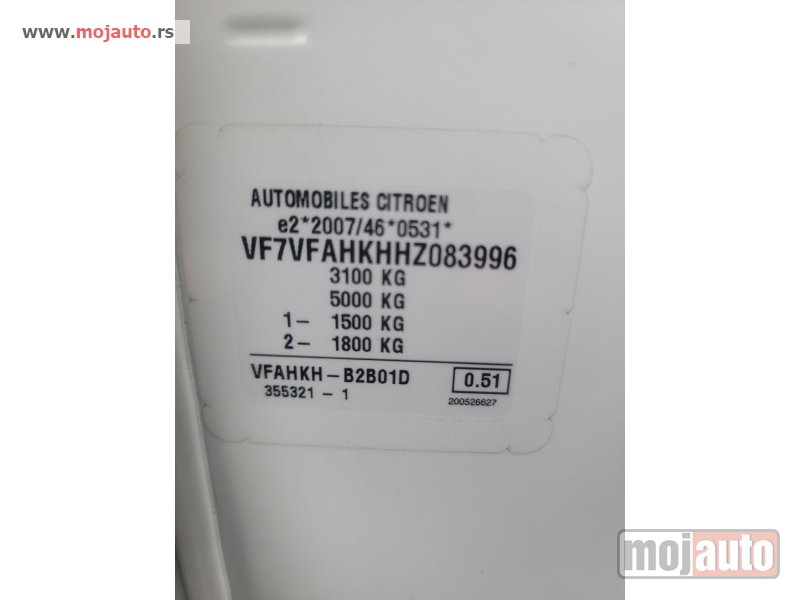 www.mojauto.rs
AUTOMOBILES CITROEN
e2*2007/46*0531*
VF7VFAHKHHZ083996
3100 KG
5000 KG
1- 1500 KG
2- 1800 KG
VFAHKH-B2B01D 0.51
355321-1 200526627
mojauto